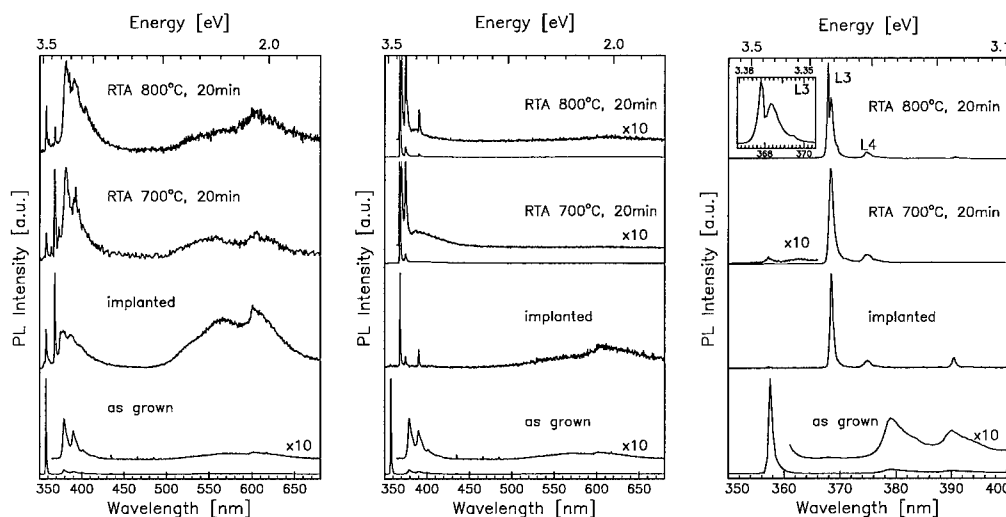 Energy [eV]
3.5 2.0
PL Intensity [a.u.]
RTA 800°C, 20min
RTA 700°C, 20min
implanted
as grown
x10
350 400 450 500 550 600 650
Wavelength [nm]
Energy [eV]
3.5 2.0
PL Intensity [a.u.]
RTA 800°C, 20min
x10
RTA 700°C, 20min
x10
implanted
as grown
x10
350 400 450 500 550 600 650
Wavelength [nm]
Energy [eV]
3.5 3.1
PL Intensity [a.u.]
3.38 3.35
L3
368 370
L3
RTA 800°C, 20min
L4
RTA 700°C, 20min
x10
implanted
as grown
x10
350 360 370 380 390 400
Wavelength [nm]